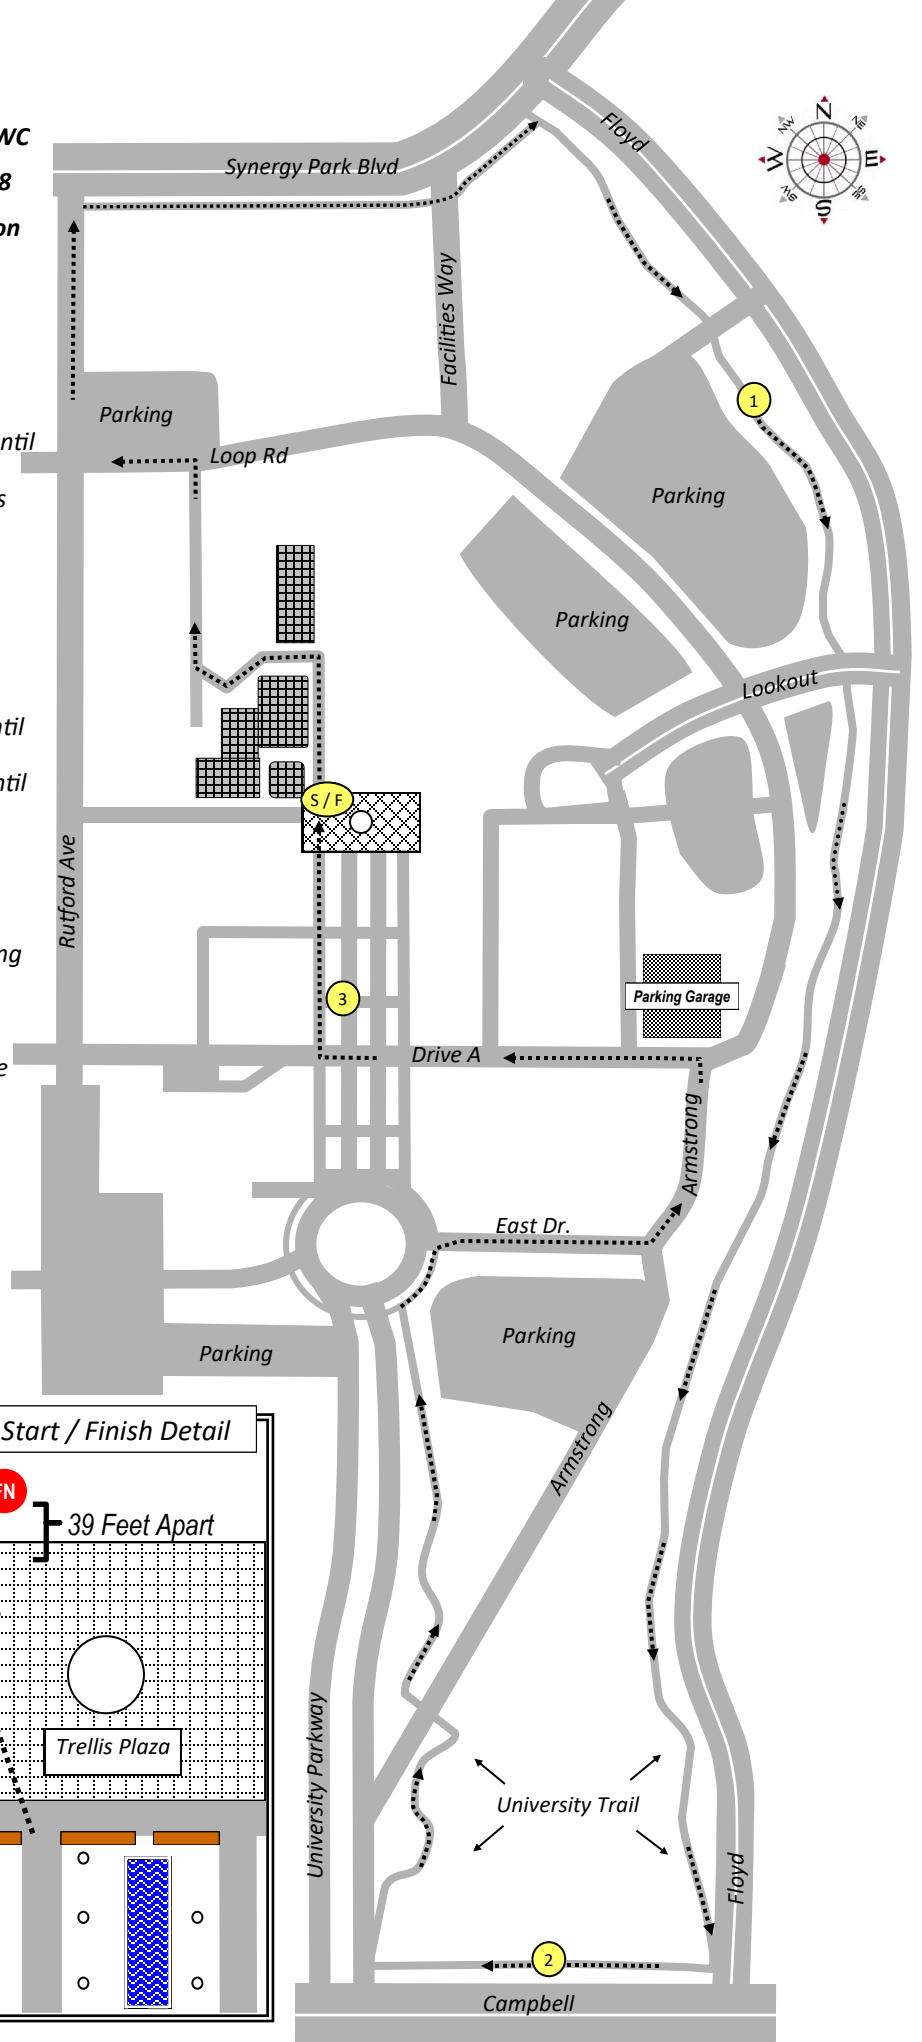 WC
8
on
Synergy Park Blvd
Floyd
N
NE
E
SE
S
SW
W
NW
Facilities Way
1
Parking
ntil
Loop Rd
s
Parking
Parking
Lookout
ntil
ntil
S / F
Rutford Ave
ng
3
Parking Garage
Drive A
e
Armstrong
East Dr.
Parking
Parking
Armstrong
Start / Finish Detail
FN
39 Feet Apart
Trellis Plaza
University Parkway
University Trail
Floyd
2
Campbell